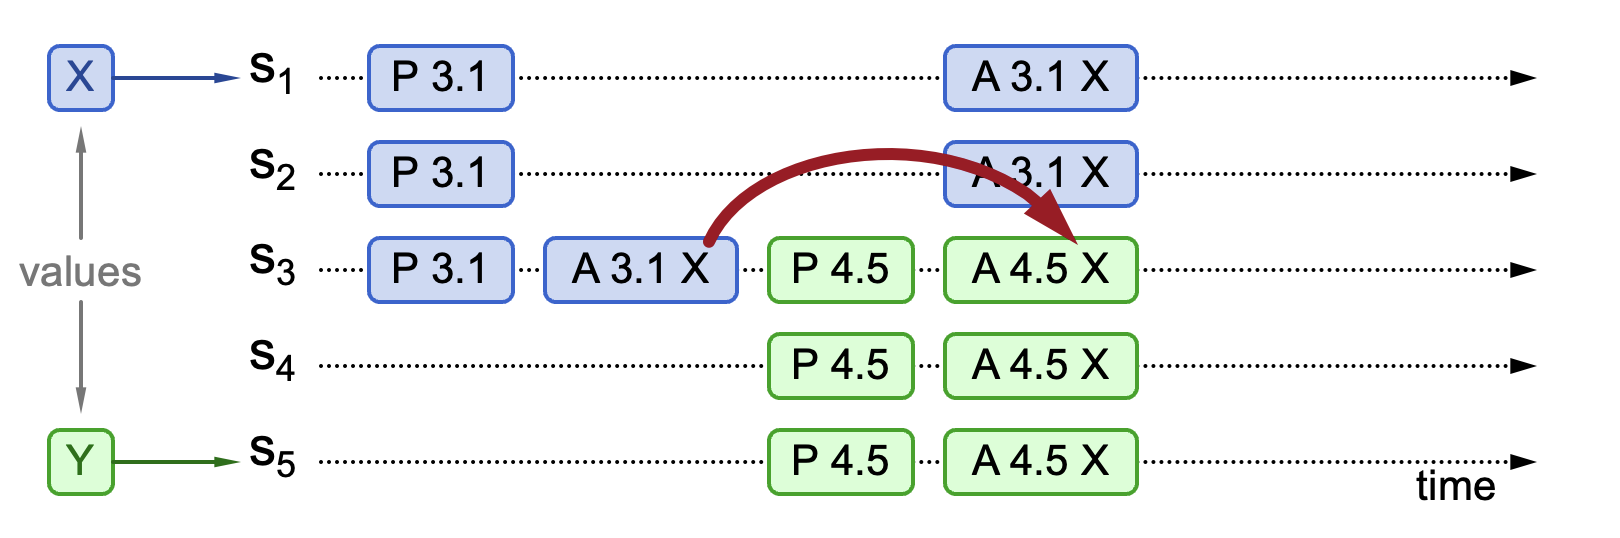 X S1 P 3.1 A 3.1 X
S2 P 3.1 A 3.1 X
values
S3 P 3.1 A 3.1 X P 4.5 A 4.5 X
S4 P 4.5 A 4.5 X
Y S5 P 4.5 A 4.5 X
time